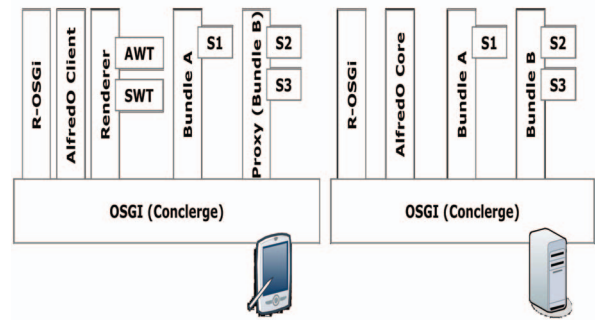 R-OSGi
AlfredO Client
Renderer
AWT
SWT
Bundle A
S1
Proxy (Bundle B)
S2
S3
OSGI (Concierge)
R-OSGi
AlfredO Core
Bundle A
S1
Bundle B
S2
S3
OSGI (Concierge)